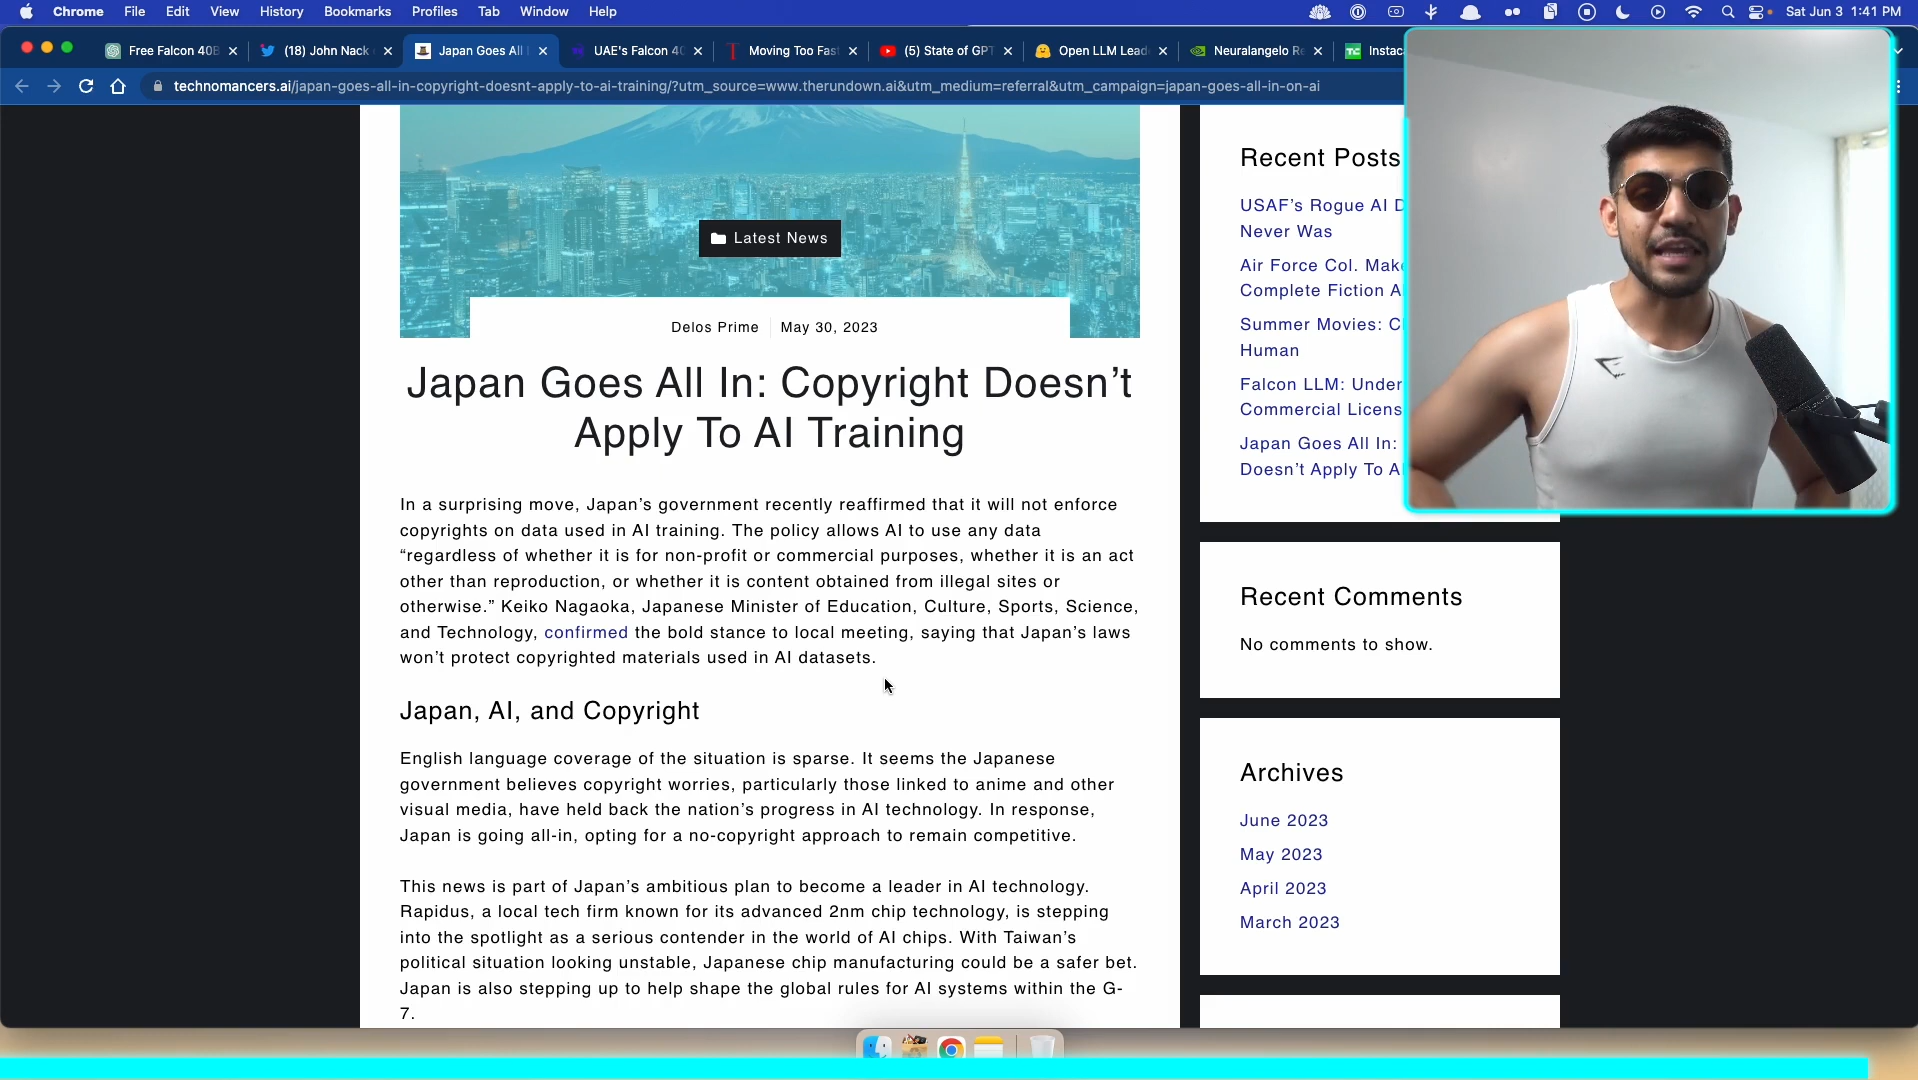 Chrome File Edit View History Bookmarks Profiles Tab Window Help Sat Jun 3 1:41 PM
Free Falcon 40B (18) John Nack Japan Goes All UAE's Falcon 40 Moving Too Fas (5) State of GPT Open LLM Lead Neuralangelo Re Instac
technomancers.ai/japan-goes-all-in-copyright-doesnt-apply-to-ai-training/?utm_source=www.therundown.ai&utm_medium=referral&utm_campaign=japan-goes-all-in-on-ai
Latest News
Delos Prime May 30, 2023
Japan Goes All In: Copyright Doesn’t
Apply To AI Training
In a surprising move, Japan’s government recently reaffirmed that it will not enforce
copyrights on data used in AI training. The policy allows AI to use any data
“regardless of whether it is for non-profit or commercial purposes, whether it is an act
other than reproduction, or whether it is content obtained from illegal sites or
otherwise.” Keiko Nagaoka, Japanese Minister of Education, Culture, Sports, Science,
and Technology, confirmed the bold stance to local meeting, saying that Japan’s laws
won’t protect copyrighted materials used in AI datasets.
Japan, AI, and Copyright
English language coverage of the situation is sparse. It seems the Japanese
government believes copyright worries, particularly those linked to anime and other
visual media, have held back the nation’s progress in AI technology. In response,
Japan is going all-in, opting for a no-copyright approach to remain competitive.
This news is part of Japan’s ambitious plan to become a leader in AI technology.
Rapidus, a local tech firm known for its advanced 2nm chip technology, is stepping
into the spotlight as a serious contender in the world of AI chips. With Taiwan’s
political situation looking unstable, Japanese chip manufacturing could be a safer bet.
Japan is also stepping up to help shape the global rules for AI systems within the G-
7.
Recent Posts
USAF’s Rogue AI D
Never Was
Air Force Col. Make
Complete Fiction A
Summer Movies: C
Human
Falcon LLM: Under
Commercial Licens
Japan Goes All In:
Doesn’t Apply To A
Recent Comments
No comments to show.
Archives
June 2023
May 2023
April 2023
March 2023